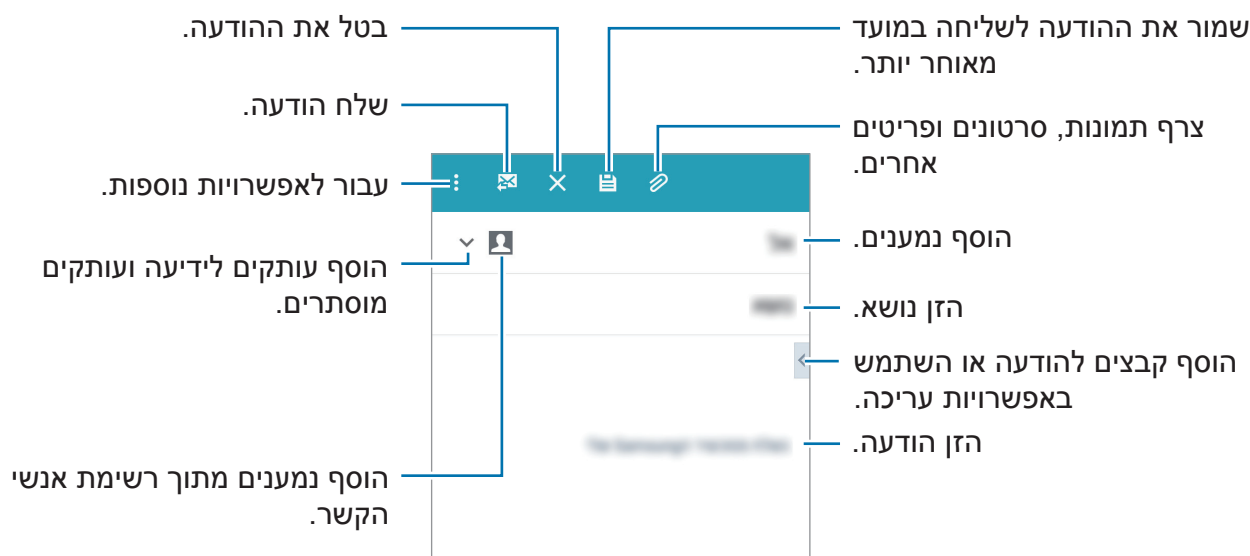 שמור את ההודעה לשליחה במועד
מאוחר יותר.
צרף תמונות, סרטונים ופריטים
אחרים.
הוסף נמענים.
הזן נושא.
הוסף קבצים להודעה או השתמש
באפשרויות עריכה.
הזן הודעה.
בטל את ההודעה.
שלח הודעה.
עבור לאפשרויות נוספות.
הוסף עותקים לידיעה ועותקים
מוסתרים.
הוסף נמענים מתוך רשימת אנשי
הקשר.